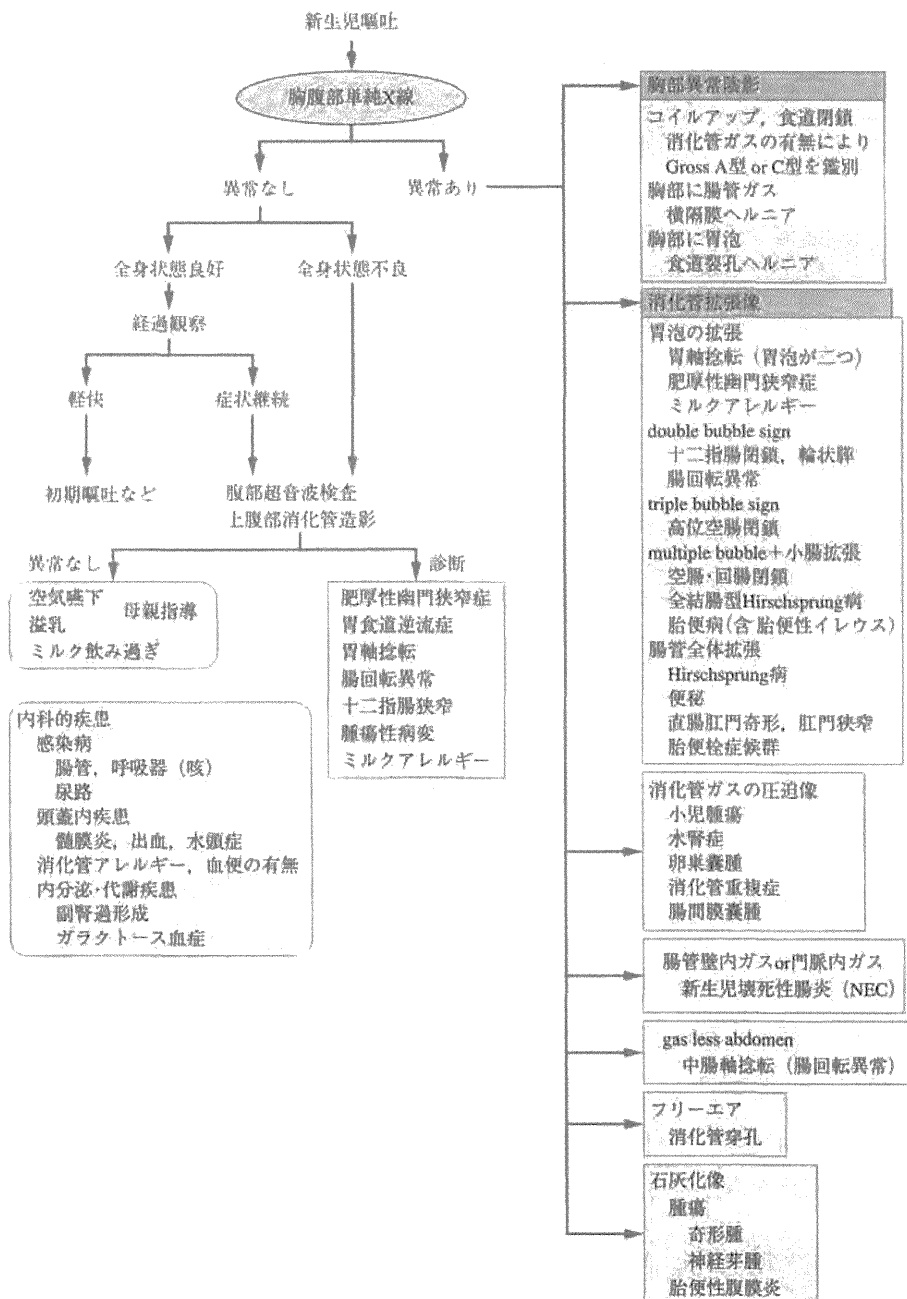 新生児嘔吐
胸腹部単純X線
異常なし
異常あり
全身状態良好
全身状態不良
経過観察
軽快
症状継続
初期嘔吐など
腹部超音波検査
上腹部消化管造影
異常なし
診断
空気嚥下
溢乳
母親指導
ミルク飲み過ぎ
肥厚性幽門狭窄症
胃食道逆流症
胃軸捻転
腸回転異常
十二指腸狭窄
腫瘍性病変
ミルクアレルギー
内科的疾患
感染病
腸管，呼吸器（咳）
尿路
頭蓋内疾患
髄膜炎，出血，水頭症
消化管アレルギー，血便の有無
内分泌・代謝疾患
副腎過形成
ガラクトース血症
胸部異常陰影
コイルアップ，食道閉鎖
消化管ガスの有無により
Gross A型 or C型を鑑別
胸部に腸管ガス
横隔膜ヘルニア
胸部に胃泡
食道裂孔ヘルニア
消化管拡張像
胃泡の拡張
胃軸捻転（胃泡が二つ）
肥厚性幽門狭窄症
ミルクアレルギー
double bubble sign
十二指腸閉鎖，輪状膵
腸回転異常
triple bubble sign
高位空腸閉鎖
multiple bubble＋小腸拡張
空腸・回腸閉鎖
全結腸型Hirschsprung病
胎便病(含 胎便性イレウス)
腸管全体拡張
Hirschsprung病
便秘
直腸肛門奇形，肛門狭窄
胎便栓症候群
消化管ガスの圧迫像
小児腫瘍
水腎症
卵巣嚢腫
消化管重複症
腸間膜嚢腫
腸管壁内ガスor門脈内ガス
新生児壊死性腸炎（NEC）
gas less abdomen
中腸軸捻転（腸回転異常）
フリーエア
消化管穿孔
石灰化像
腫瘍
奇形腫
神経芽腫
胎便性腹膜炎